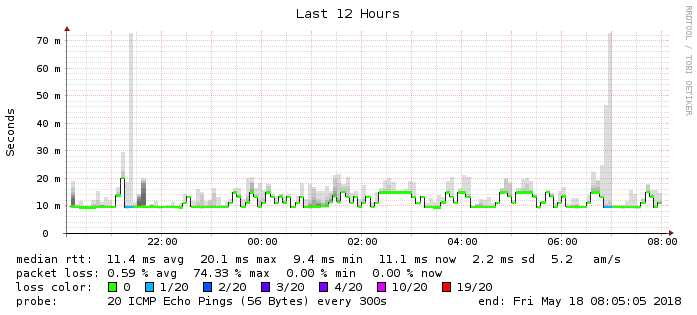 Last 12 Hours
RRDTOOL / TOBI OETIKER
Seconds
70 m
60 m
50 m
40 m
30 m
20 m
10 m
0
22:00 00:00 02:00 04:00 06:00 08:00
median rtt: 11.4 ms avg 20.1 ms max 9.4 ms min 11.1 ms now 2.2 ms sd 5.2 am/s
packet loss: 0.59 % avg 74.33 % max 0.00 % min 0.00 % now
loss color: 0 1/20 2/20 3/20 4/20 10/20 19/20
probe: 20 ICMP Echo Pings (56 Bytes) every 300s end: Fri May 18 08:05:05 2018